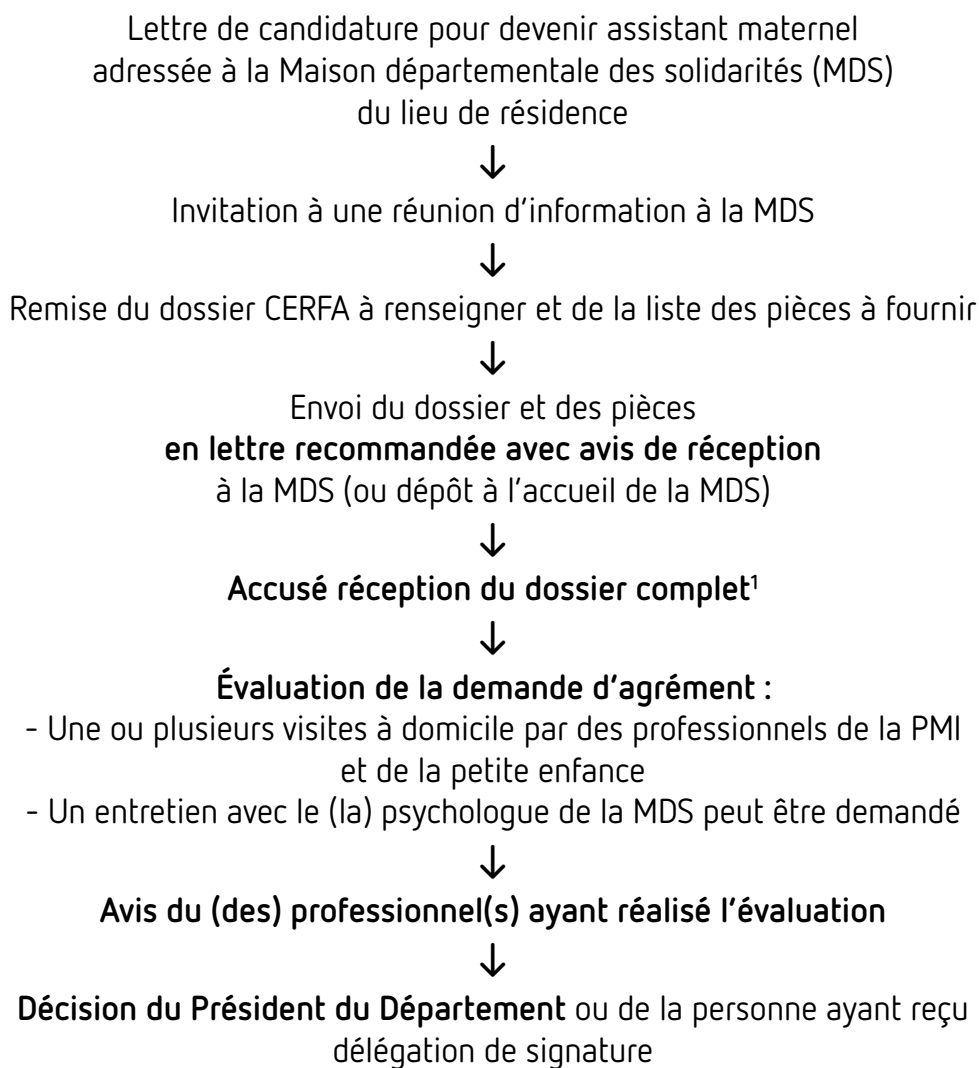 Lettre de candidature pour devenir assistant maternel
adressée à la Maison départementale des solidarités (MDS)
du lieu de résidence
↓
Invitation à une réunion d’information à la MDS
↓
Remise du dossier CERFA à renseigner et de la liste des pièces à fournir
↓
Envoi du dossier et des pièces
en lettre recommandée avec avis de réception
à la MDS (ou dépôt à l’accueil de la MDS)
↓
Accusé réception du dossier complet¹
↓
Évaluation de la demande d’agrément :
- Une ou plusieurs visites à domicile par des professionnels de la PMI
et de la petite enfance
- Un entretien avec le (la) psychologue de la MDS peut être demandé
↓
Avis du (des) professionnel(s) ayant réalisé l’évaluation
↓
Décision du Président du Département ou de la personne ayant reçu
délégation de signature